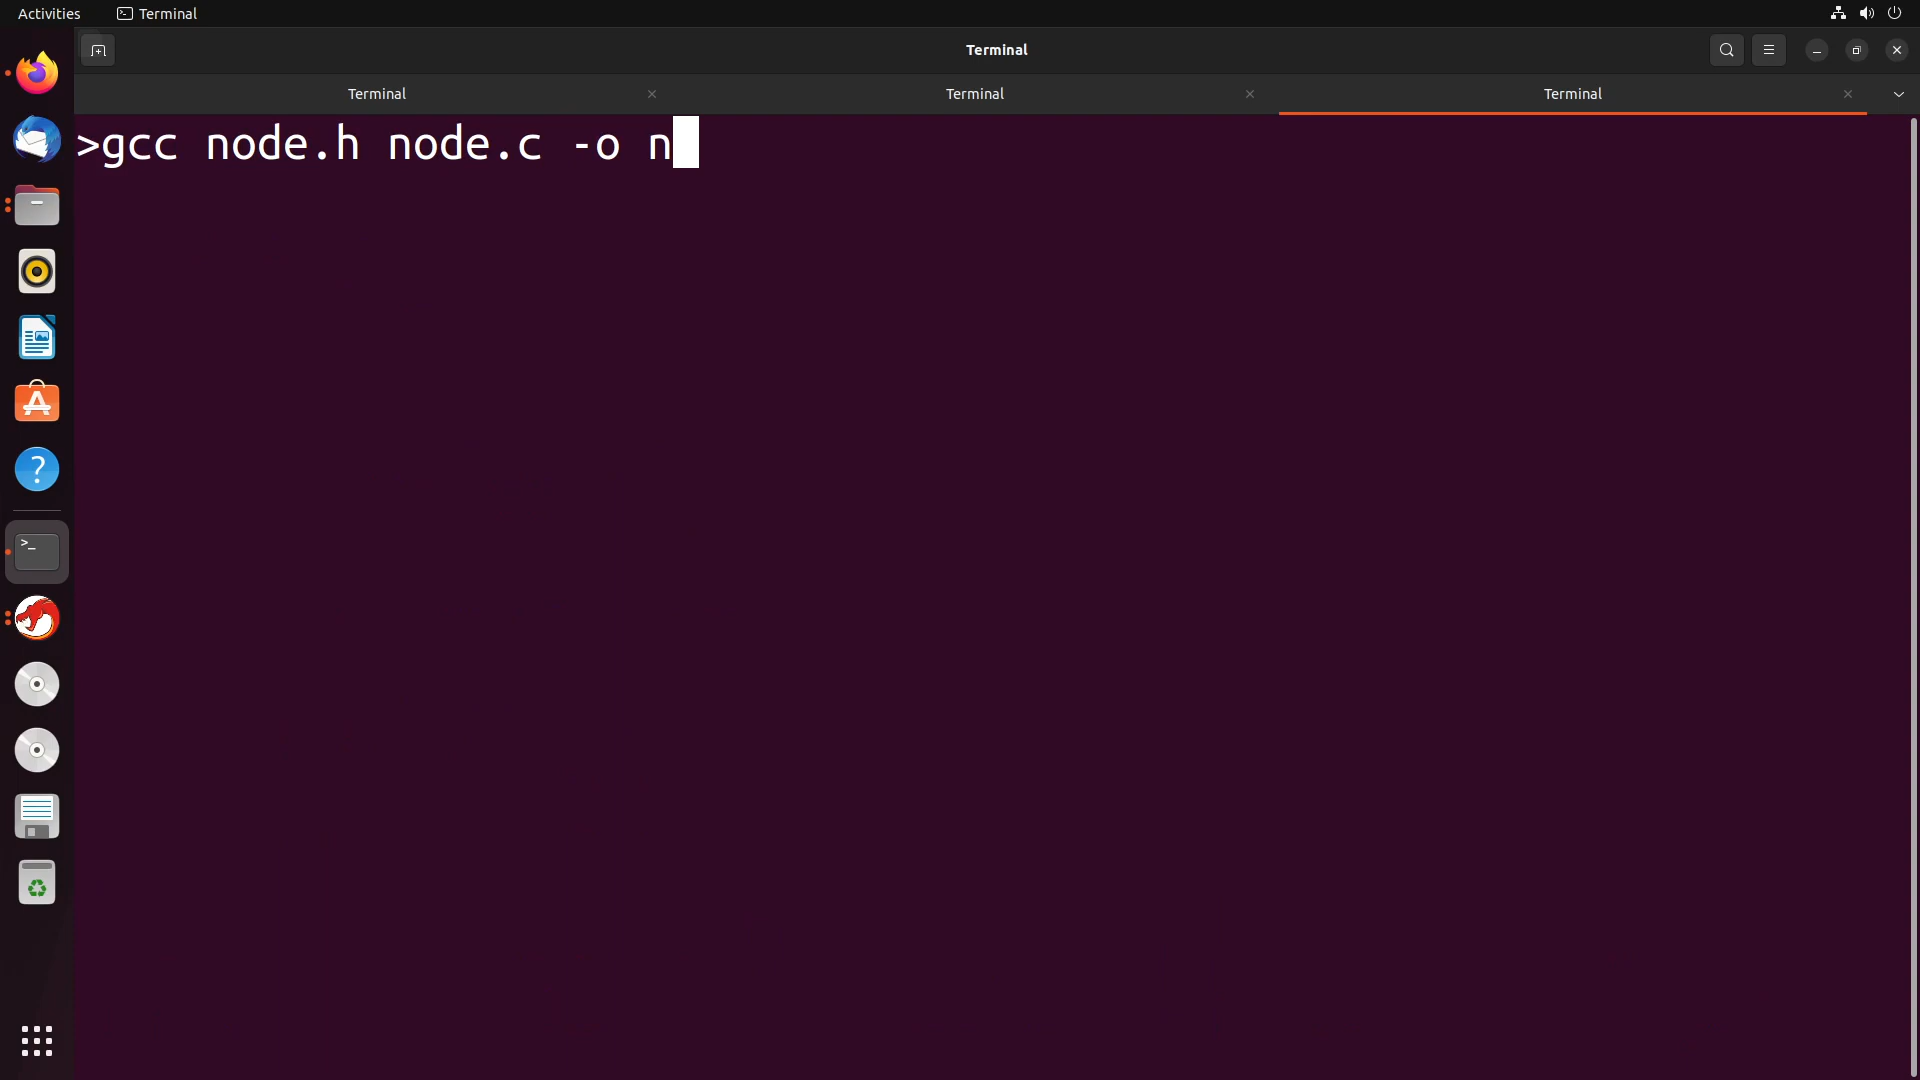 Activities Terminal
Terminal
Terminal Terminal Terminal
>gcc node.h node.c -o n